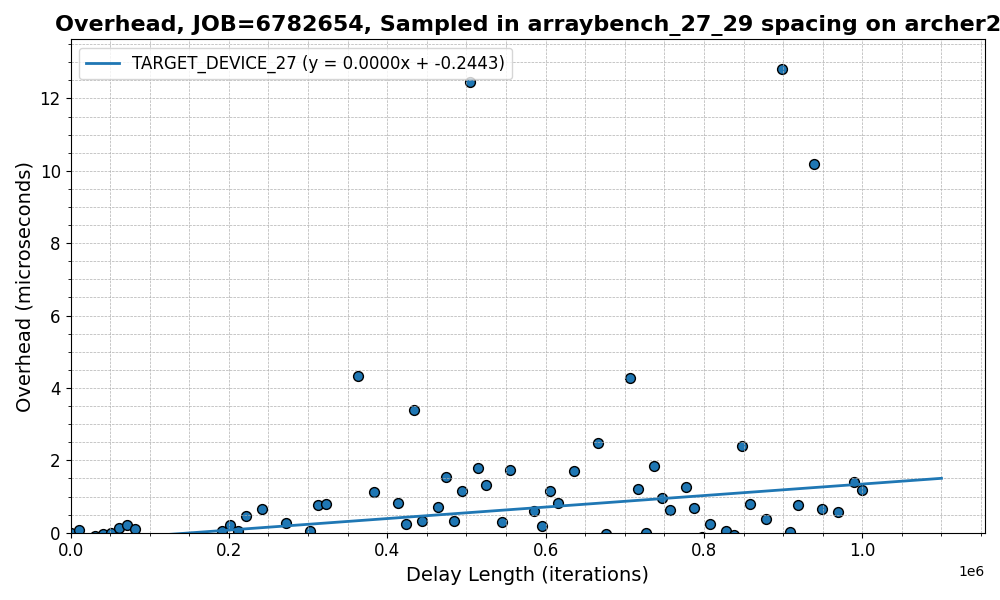 Overhead, JOB=6782654, Sampled in arraybench_27_29 spacing on archer2
TARGET_DEVICE_27 (y = 0.0000x + -0.2443)
Overhead (microseconds)
12
10
8
6
4
2
0
0.0 0.2 0.4 0.6 0.8 1.0
1e6
Delay Length (iterations)